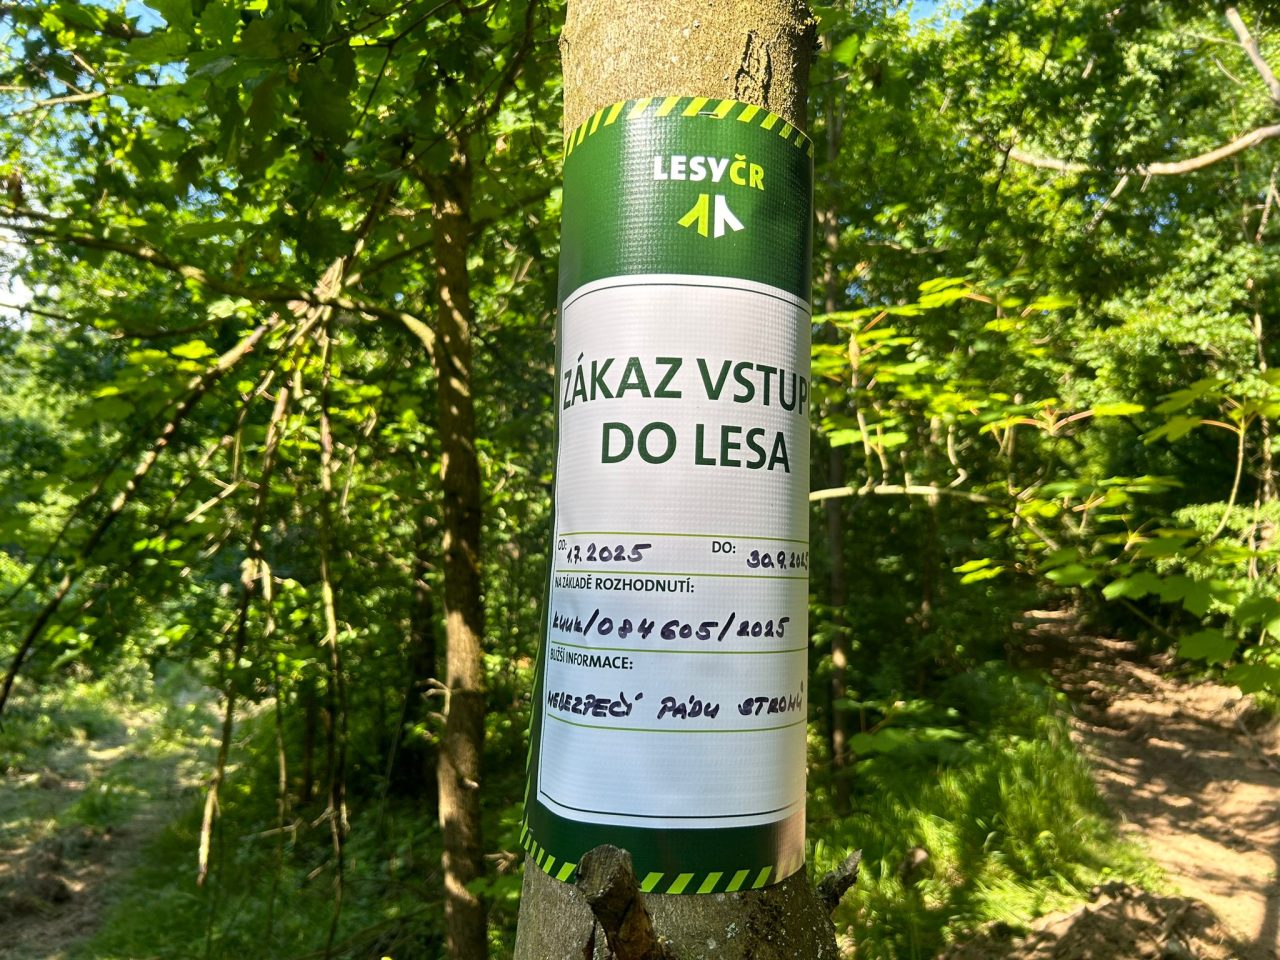 LESYČR
ZÁKAZ VSTUP
DO LESA
OD: 1.7.2025 DO: 30.9.2025
NA ZÁKLADĚ ROZHODNUTÍ:
KUUK/084605/2025
BLIŽŠÍ INFORMACE:
NEBEZPEČÍ PÁDU STROMŮ